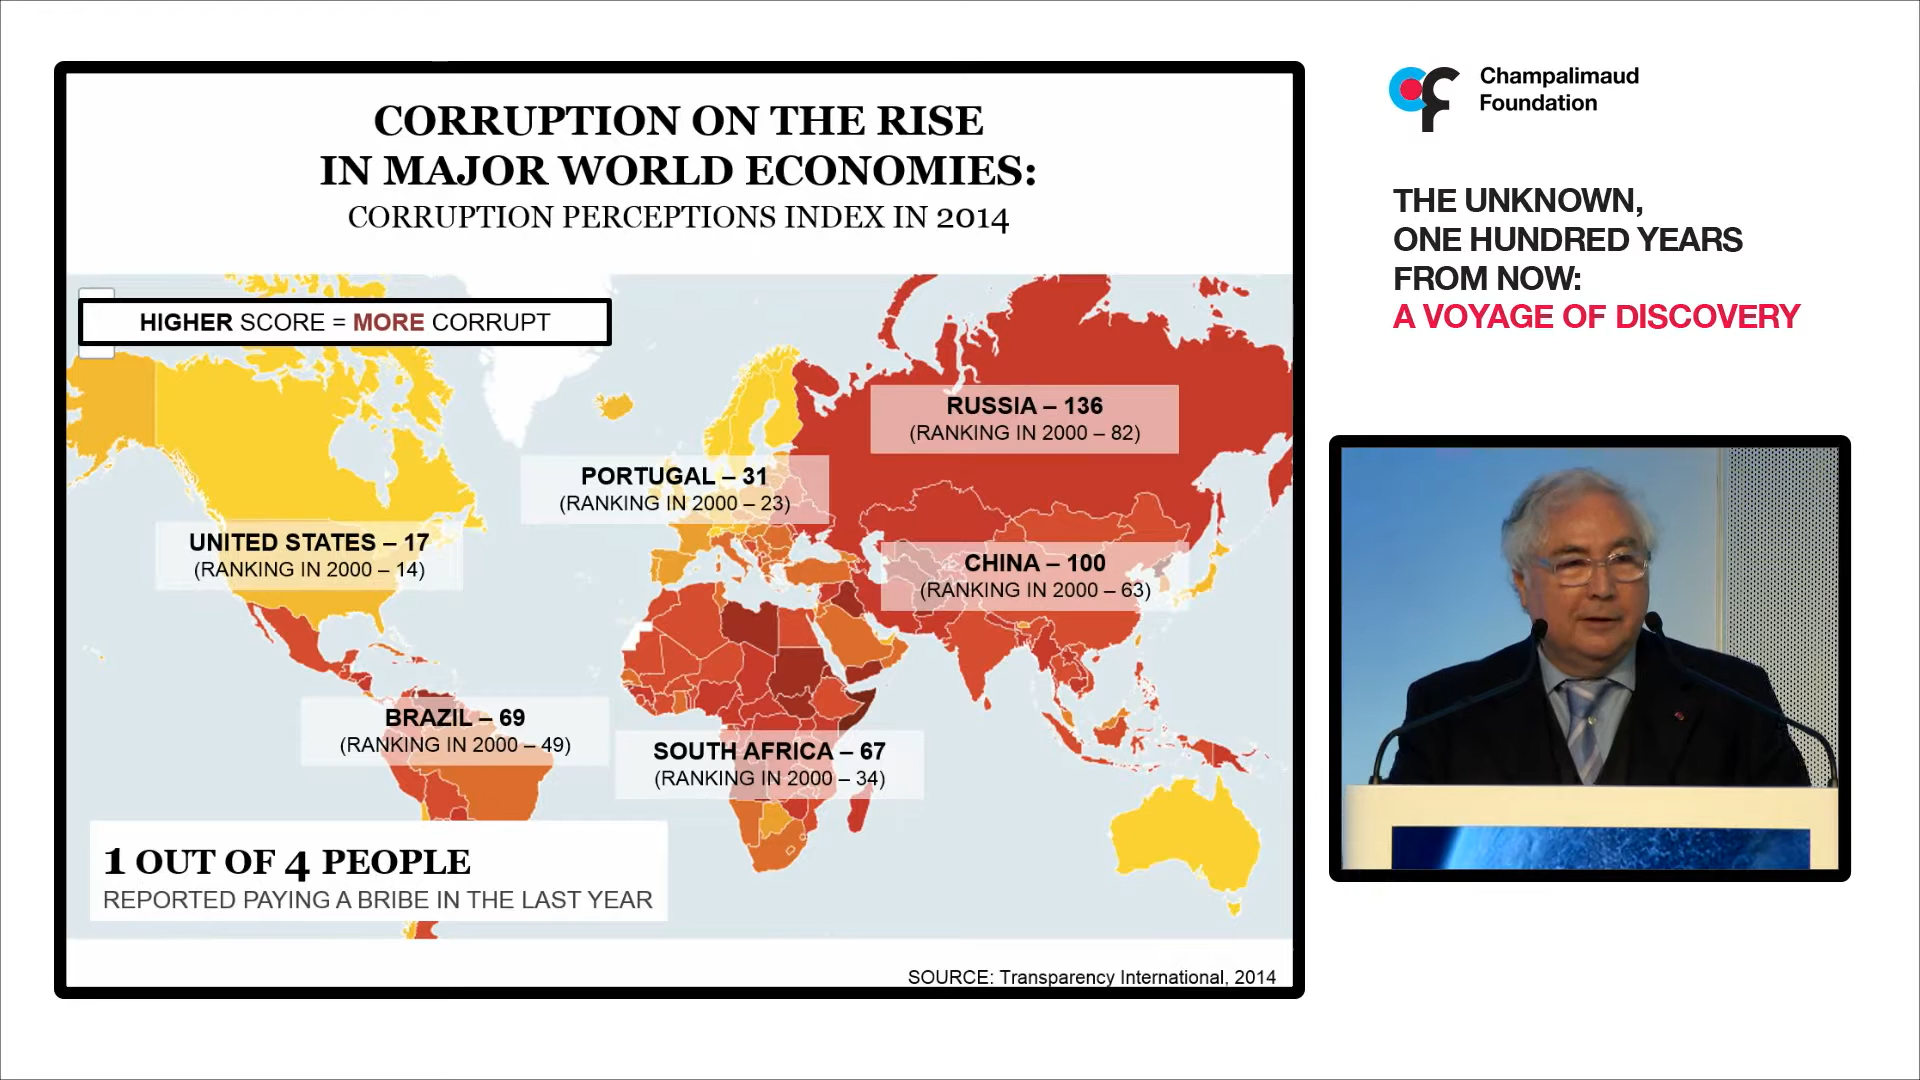 CORRUPTION ON THE RISE
IN MAJOR WORLD ECONOMIES:
CORRUPTION PERCEPTIONS INDEX IN 2014
HIGHER SCORE = MORE CORRUPT
RUSSIA – 136
(RANKING IN 2000 – 82)
PORTUGAL – 31
(RANKING IN 2000 – 23)
UNITED STATES – 17
(RANKING IN 2000 – 14)
CHINA – 100
(RANKING IN 2000 – 63)
BRAZIL – 69
(RANKING IN 2000 – 49)
SOUTH AFRICA – 67
(RANKING IN 2000 – 34)
1 OUT OF 4 PEOPLE
REPORTED PAYING A BRIBE IN THE LAST YEAR
SOURCE: Transparency International, 2014
Champalimaud
Foundation
THE UNKNOWN,
ONE HUNDRED YEARS
FROM NOW:
A VOYAGE OF DISCOVERY